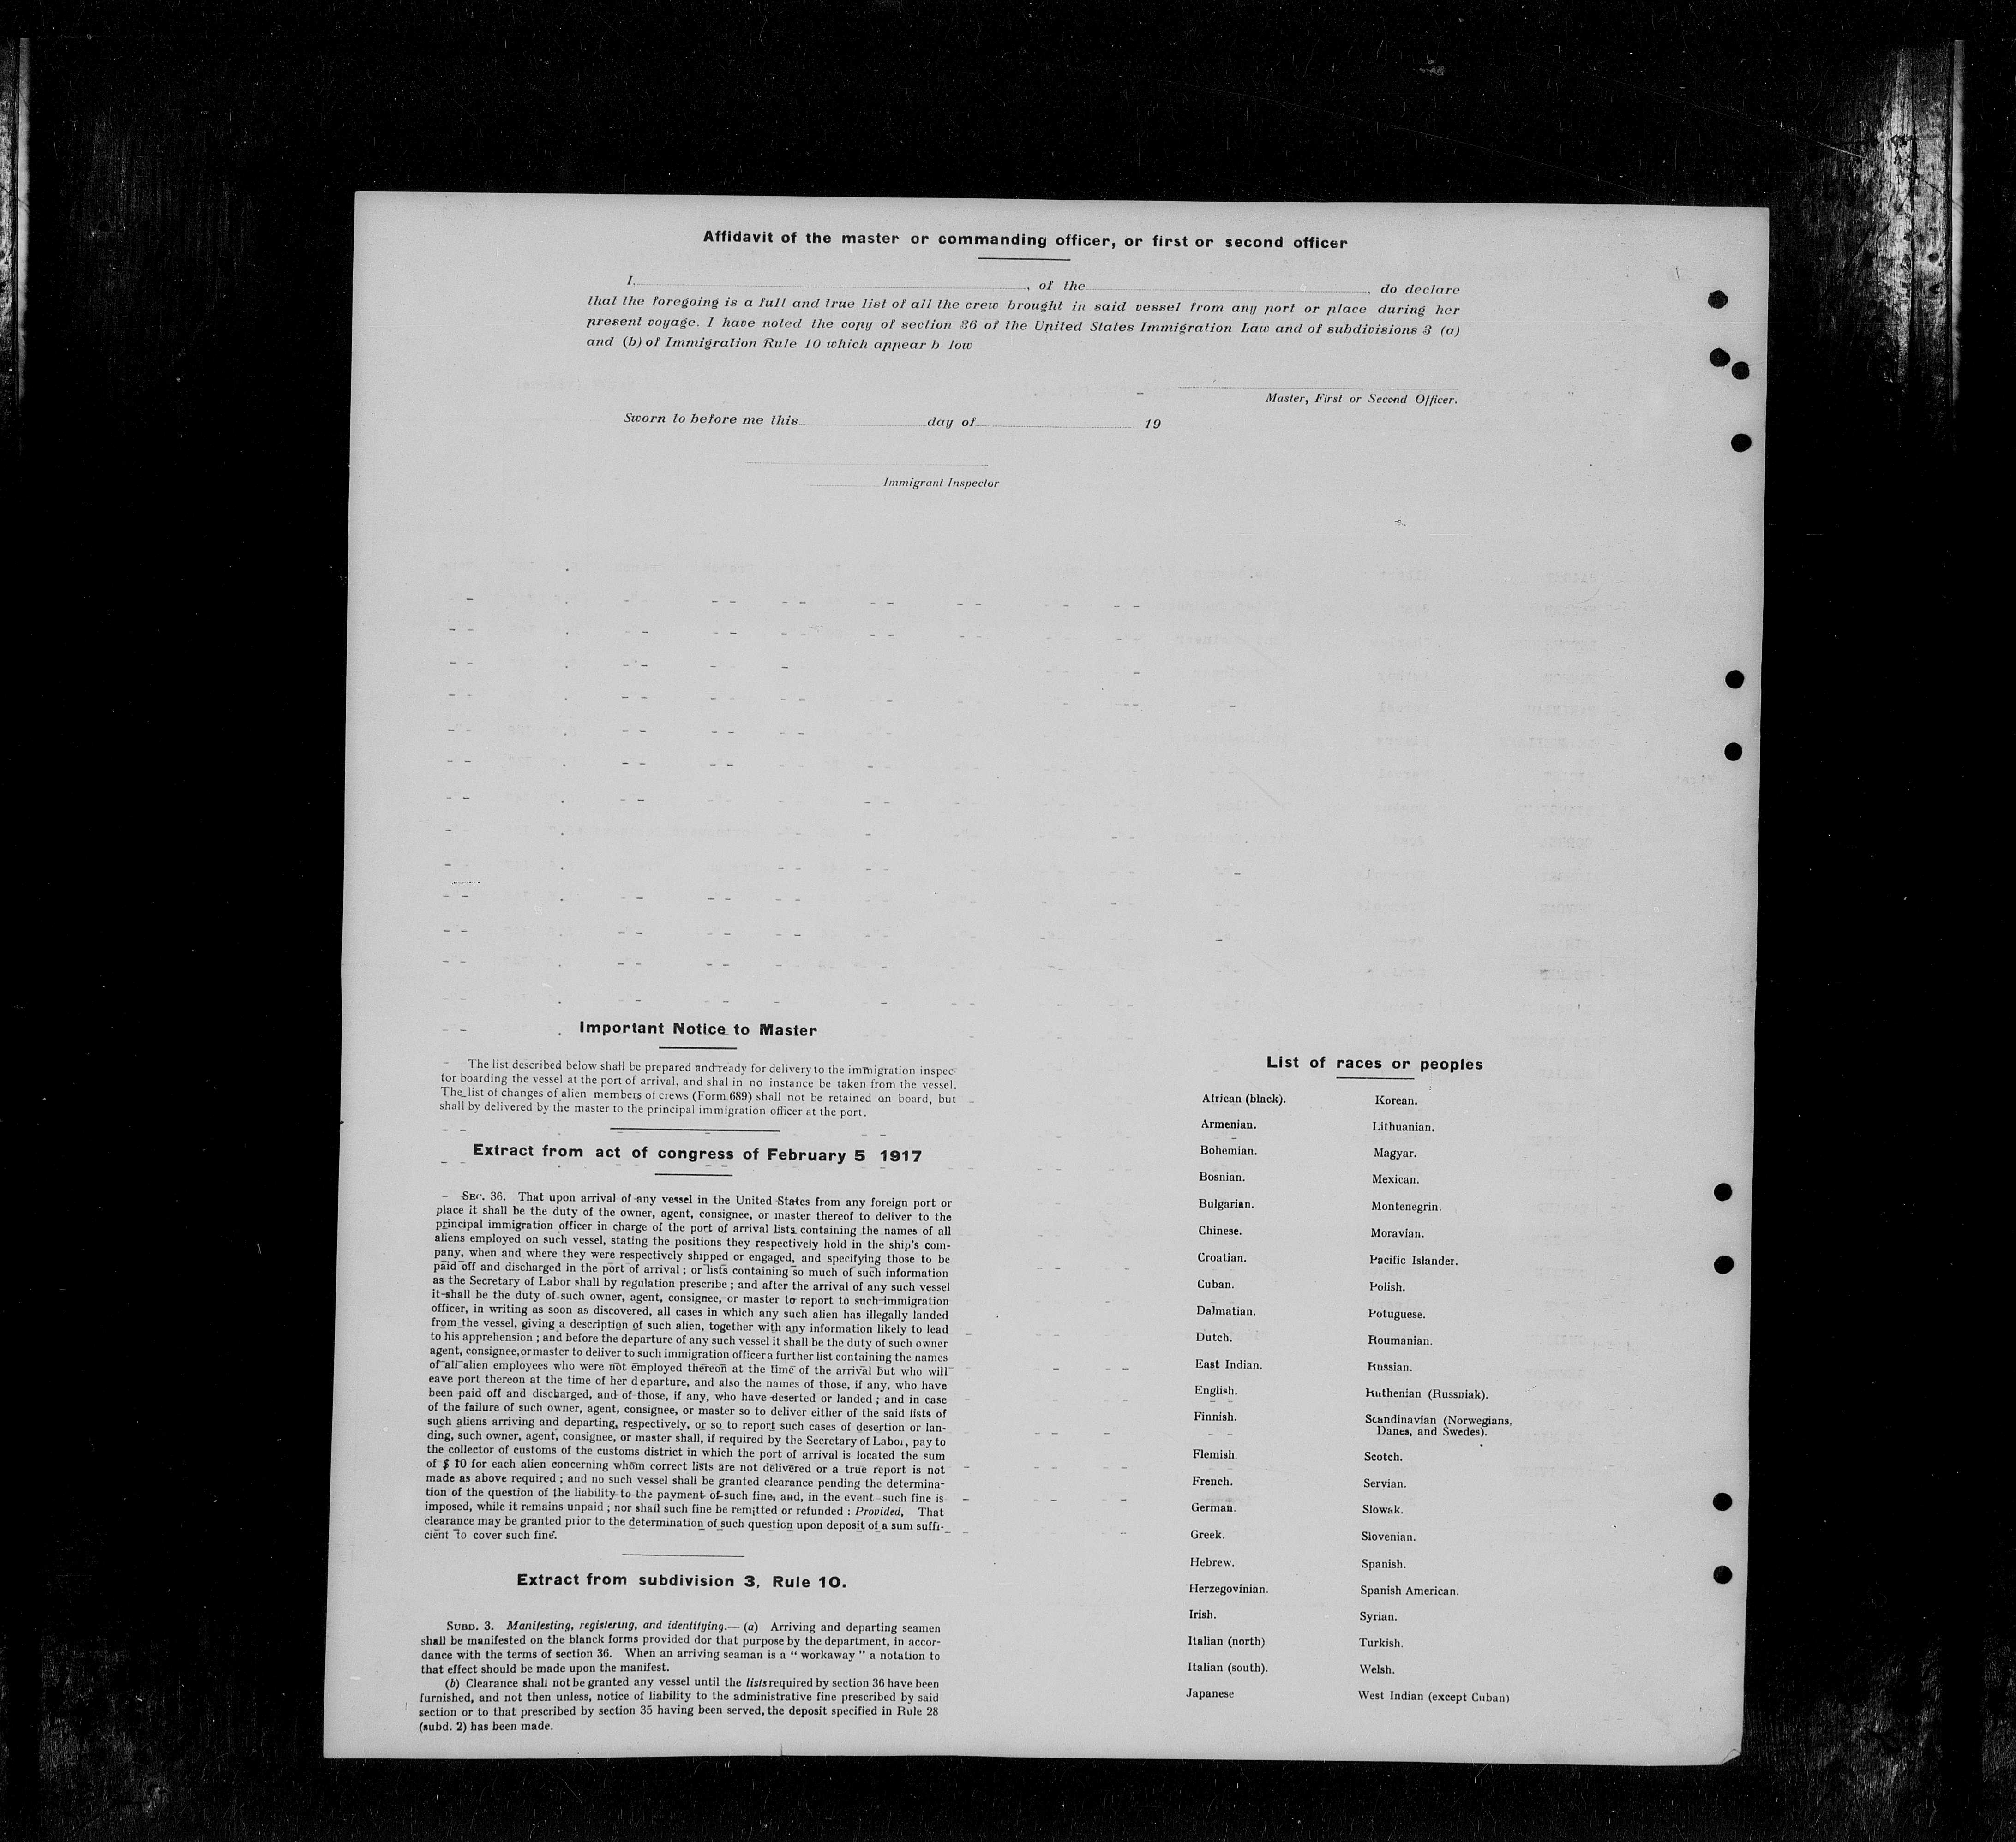 Affidavit of the master or commanding officer, or first or second officer
I, , of the , do declare
that the foregoing is a full and true list of all the crew brought in said vessel from any port or place during her
present voyage. I have noted the copy of section 36 of the United States Immigration Law and of subdivisions 3 (a)
and (b) of Immigration Rule 10 which appear b low
Master, First or Second Officer.
Sworn to before me this day of 19
Immigrant Inspector
Important Notice to Master
The list described below shall be prepared and ready for delivery to the immigration inspec-
tor boarding the vessel at the port of arrival, and shal in no instance be taken from the vessel.
The list of changes of alien members of crews (Form 689) shall not be retained on board, but
shall by delivered by the master to the principal immigration officer at the port.
Extract from act of congress of February 5 1917
SEC. 36. That upon arrival of any vessel in the United States from any foreign port or
place it shall be the duty of the owner, agent, consignee, or master thereof to deliver to the
principal immigration officer in charge of the port of arrival lists containing the names of all
aliens employed on such vessel, stating the positions they respectively hold in the ship's com-
pany, when and where they were respectively shipped or engaged, and specifying those to be
paid off and discharged in the port of arrival ; or lists containing so much of such information
as the Secretary of Labor shall by regulation prescribe ; and after the arrival of any such vessel
it shall be the duty of such owner, agent, consignee, or master to report to such immigration
officer, in writing as soon as discovered, all cases in which any such alien has illegally landed
from the vessel, giving a description of such alien, together with any information likely to lead
to his apprehension ; and before the departure of any such vessel it shall be the duty of such owner
agent, consignee, or master to deliver to such immigration officer a further list containing the names
of all alien employees who were not employed thereon at the time of the arrival but who will
eave port thereon at the time of her departure, and also the names of those, if any, who have
been paid off and discharged, and of those, if any, who have deserted or landed ; and in case
of the failure of such owner, agent, consignee, or master so to deliver either of the said lists of
such aliens arriving and departing, respectively, or so to report such cases of desertion or lan-
ding, such owner, agent, consignee, or master shall, if required by the Secretary of Labor, pay to
the collector of customs of the customs district in which the port of arrival is located the sum
of $ 10 for each alien concerning whom correct lists are not delivered or a true report is not
made as above required ; and no such vessel shall be granted clearance pending the determina-
tion of the question of the liability to the payment of such fine, and, in the event such fine is
imposed, while it remains unpaid ; nor shall such fine be remitted or refunded : Provided, That
clearance may be granted prior to the determination of such question upon deposit of a sum suffi-
cient to cover such fine.
Extract from subdivision 3, Rule 10.
SUBD. 3. Manifesting, registering, and identifying.— (a) Arriving and departing seamen
shall be manifested on the blanck forms provided dor that purpose by the department, in accor-
dance with the terms of section 36. When an arriving seaman is a " workaway " a notation to
that effect should be made upon the manifest.
(b) Clearance shall not be granted any vessel until the lists required by section 36 have been
furnished, and not then unless, notice of liability to the administrative fine prescribed by said
section or to that prescribed by section 35 having been served, the deposit specified in Rule 28
(subd. 2) has been made.
List of races or peoples
African (black). Korean.
Armenian. Lithuanian.
Bohemian. Magyar.
Bosnian. Mexican.
Bulgarian. Montenegrin.
Chinese. Moravian.
Croatian. Pacific Islander.
Cuban. Polish.
Dalmatian. Potuguese.
Dutch. Roumanian.
East Indian. Russian.
English. Ruthenian (Russniak).
Finnish. Scandinavian (Norwegians,
Danes, and Swedes).
Flemish. Scotch.
French. Servian.
German. Slowak.
Greek. Slovenian.
Hebrew. Spanish.
Herzegovinian. Spanish American.
Irish. Syrian.
Italian (north) Turkish.
Italian (south). Welsh.
Japanese West Indian (except Cuban)